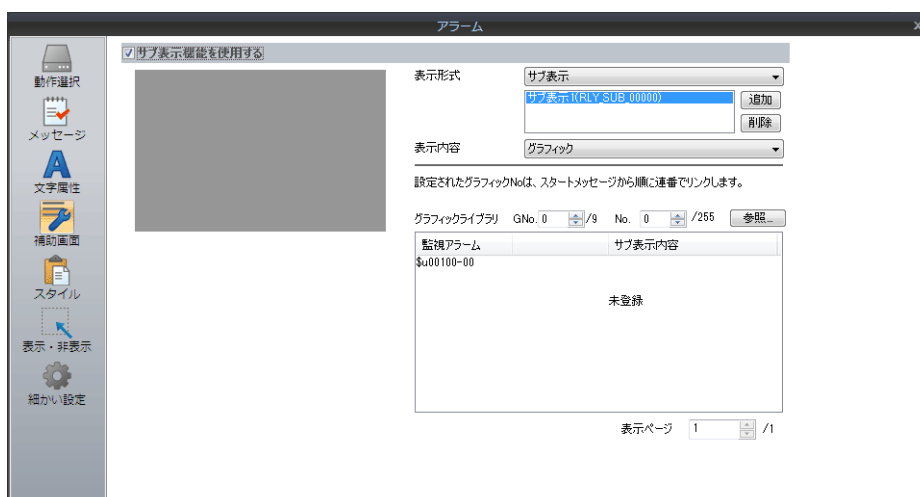 アラーム
動作選択
メッセージ
文字属性
補助画面
スタイル
表示・非表示
細かい設定
サブ表示機能を使用する
表示形式 サブ表示
サブ表示1(RLY_SUB_00000) 追加
削除
表示内容 グラフィック
設定されたグラフィックNoは、スタートメッセージから順に連番でリンクします。
グラフィックライブラリ GNo. 0 /9 No. 0 /255 参照...
監視アラーム サブ表示内容
$u00100-00
未登録
表示ページ 1 /1